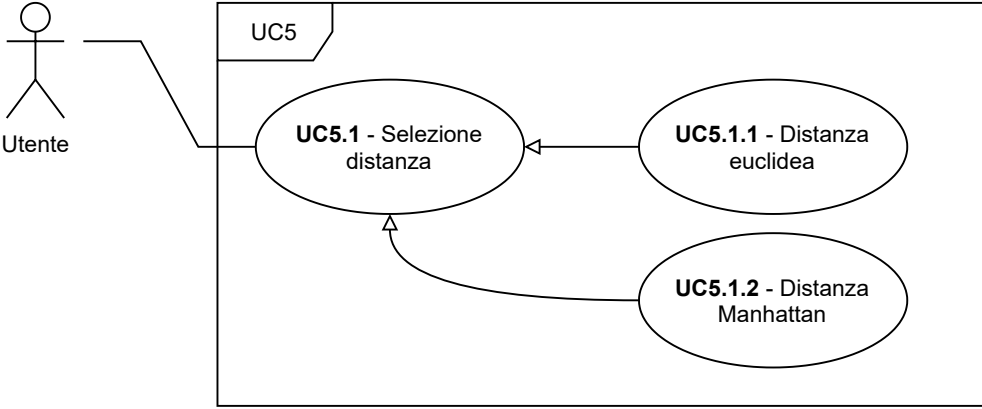 UC5
UC5.1 - Selezione
distanza
UC5.1.1 - Distanza
euclidea
Utente
UC5.1.2 - Distanza
Manhattan